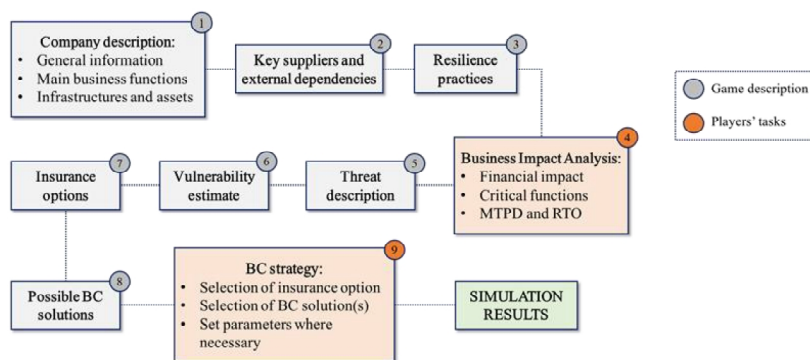 1
Company description:
• General information
• Main business functions
• Infrastructures and assets
2
Key suppliers and
external dependencies
3
Resilience
practices
Game description
Players' tasks
4
Business Impact Analysis:
• Financial impact
• Critical functions
• MTPD and RTO
5
Threat
description
6
Vulnerability
estimate
7
Insurance
options
8
Possible BC
solutions
9
BC strategy:
• Selection of insurance option
• Selection of BC solution(s)
• Set parameters where
necessary
SIMULATION
RESULTS